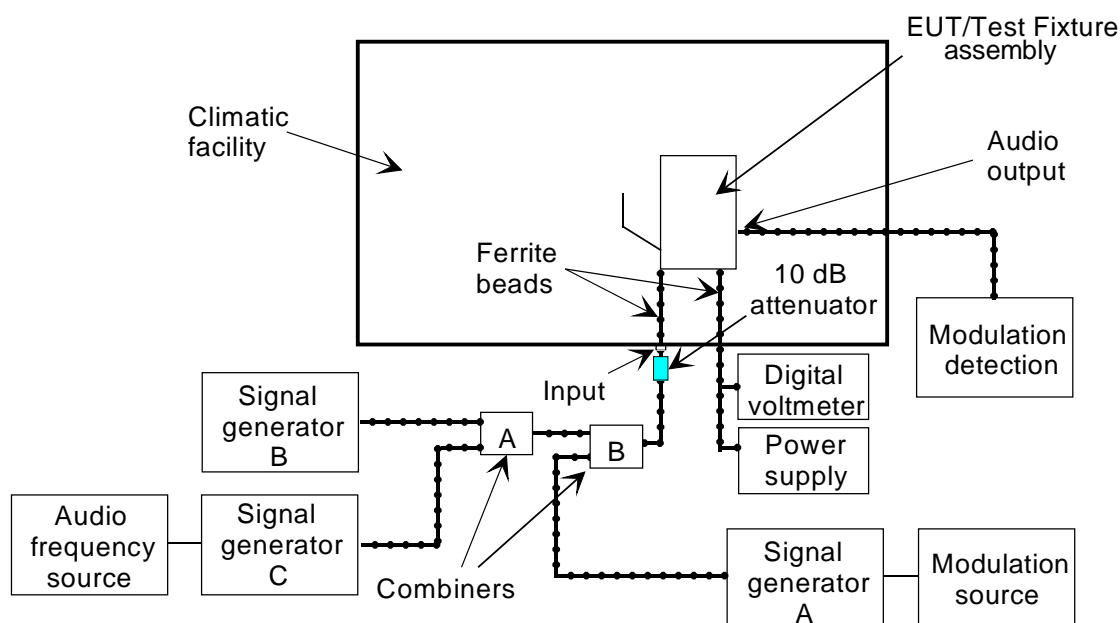 EUT/Test Fixture
assembly
Climatic
facility
Audio
output
Ferrite
beads
10 dB
attenuator
Modulation
detection
Input
Digital
voltmeter
Signal
generator
B
A
B
Power
supply
Audio
frequency
source
Signal
generator
C
Combiners
Signal
generator
A
Modulation
source